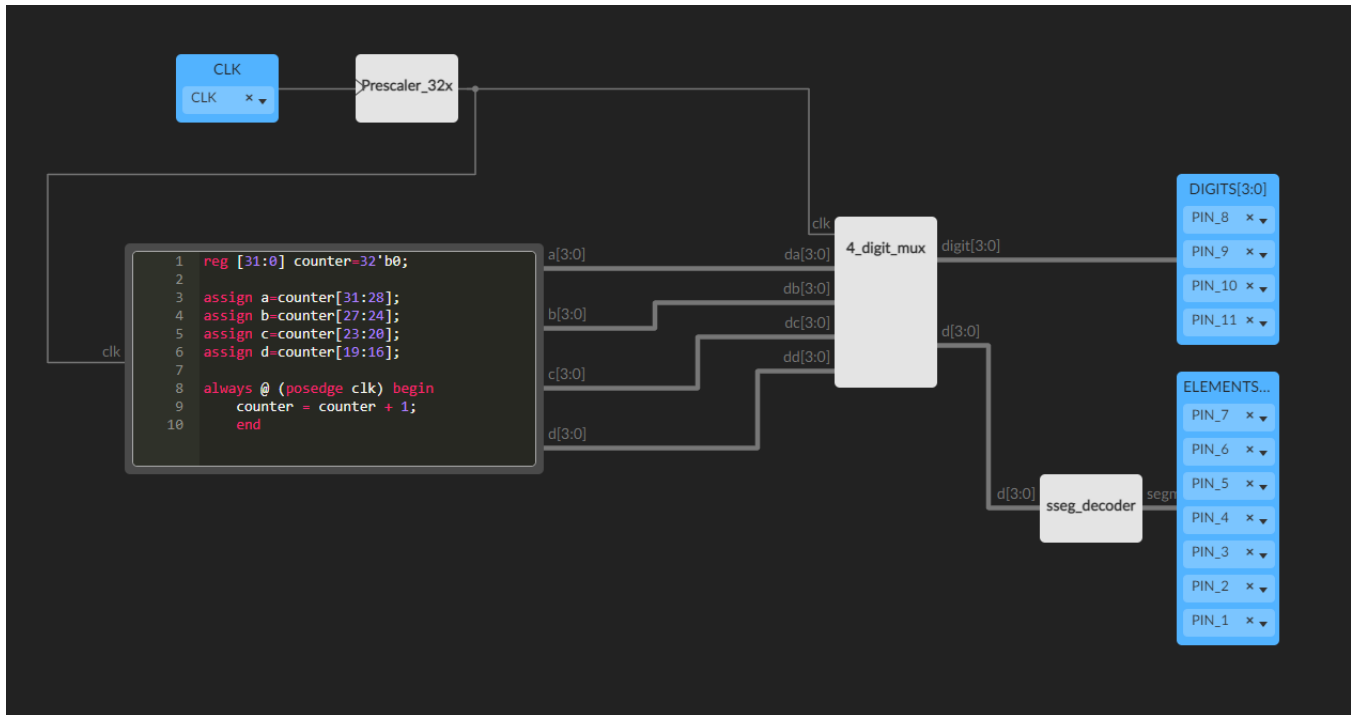 CLK
CLK × ▾
Prescaler_32x
clk
1 reg [31:0] counter=32'b0;
2
3 assign a=counter[31:28];
4 assign b=counter[27:24];
5 assign c=counter[23:20];
6 assign d=counter[19:16];
7
8 always @ (posedge clk) begin
9 counter = counter + 1;
10 end
a[3:0]
b[3:0]
c[3:0]
d[3:0]
clk
da[3:0]
db[3:0]
dc[3:0]
dd[3:0]
4_digit_mux
digit[3:0]
d[3:0]
DIGITS[3:0]
PIN_8 × ▾
PIN_9 × ▾
PIN_10 × ▾
PIN_11 × ▾
d[3:0]
sseg_decoder
segm
ELEMENTS...
PIN_7 × ▾
PIN_6 × ▾
PIN_5 × ▾
PIN_4 × ▾
PIN_3 × ▾
PIN_2 × ▾
PIN_1 × ▾